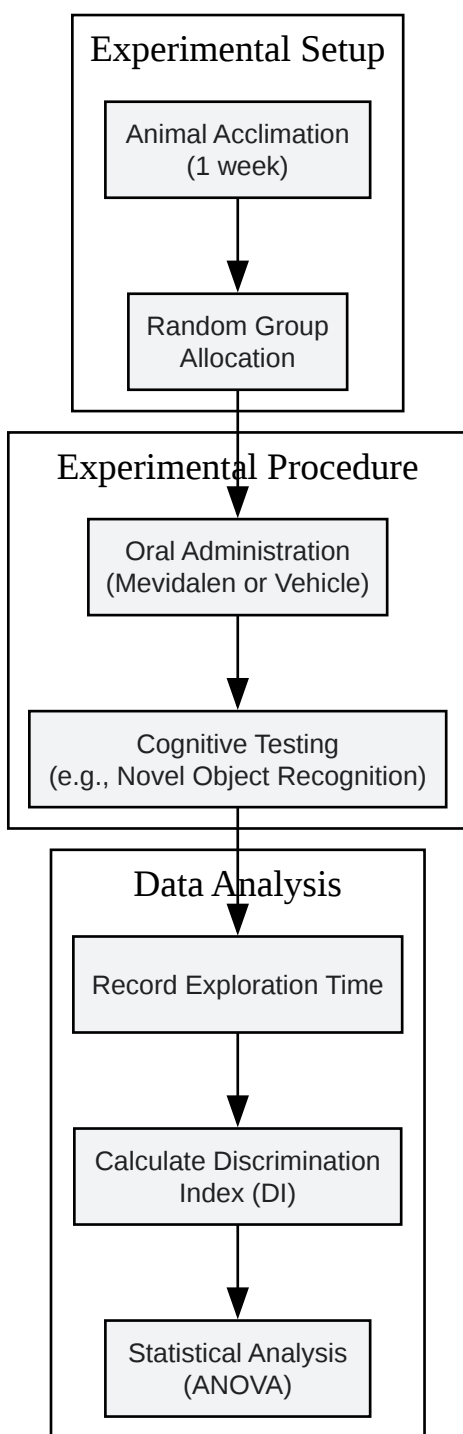 Experimental Setup
Animal Acclimation
(1 week)
Random Group
Allocation
Experimental Procedure
Oral Administration
(Mevidalen or Vehicle)
Cognitive Testing
(e.g., Novel Object Recognition)
Data Analysis
Record Exploration Time
Calculate Discrimination
Index (DI)
Statistical Analysis
(ANOVA)